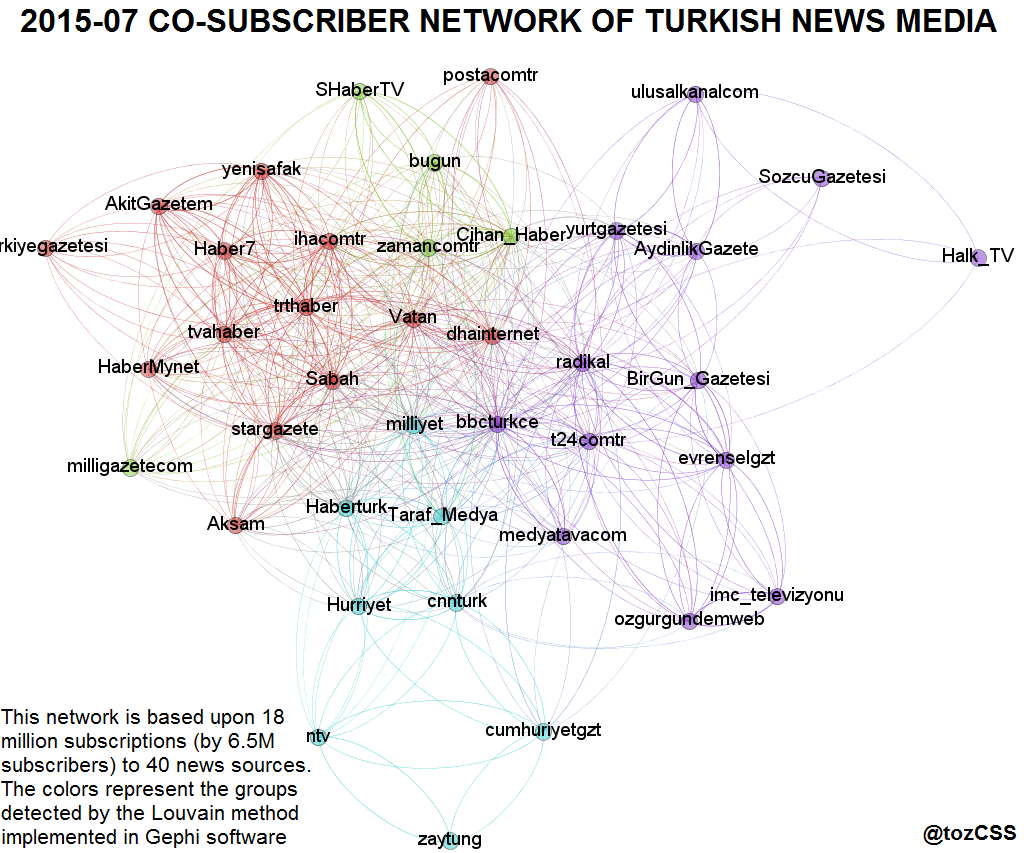 2015-07 CO-SUBSCRIBER NETWORK OF TURKISH NEWS MEDIA
postacomtr
SHaberTV
ulusalkanalcom
bugun
yenisafak
SozcuGazetesi
AkitGazetem
yurtgazetesi
Cihan_Haber
ihacomtr
rkiyegazetesi
Haber7
zamancomtr
AydinlikGazete
Halk_TV
trthaber
Vatan
tvahaber
dhainternet
radikal
HaberMynet
Sabah
BirGun_Gazetesi
milliyet
bbcturkce
stargazete
t24comtr
evrenselgzt
milligazetecom
Haberturk
Taraf_Medya
Aksam
medyatavacom
imc_televizyonu
Hurriyet
cnnturk
ozgurgundemweb
This network is based upon 18
million subscriptions (by 6.5M
subscribers) to 40 news sources.
The colors represent the groups
detected by the Louvain method
implemented in Gephi software
ntv
cumhuriyetgzt
zaytung
@tozCSS